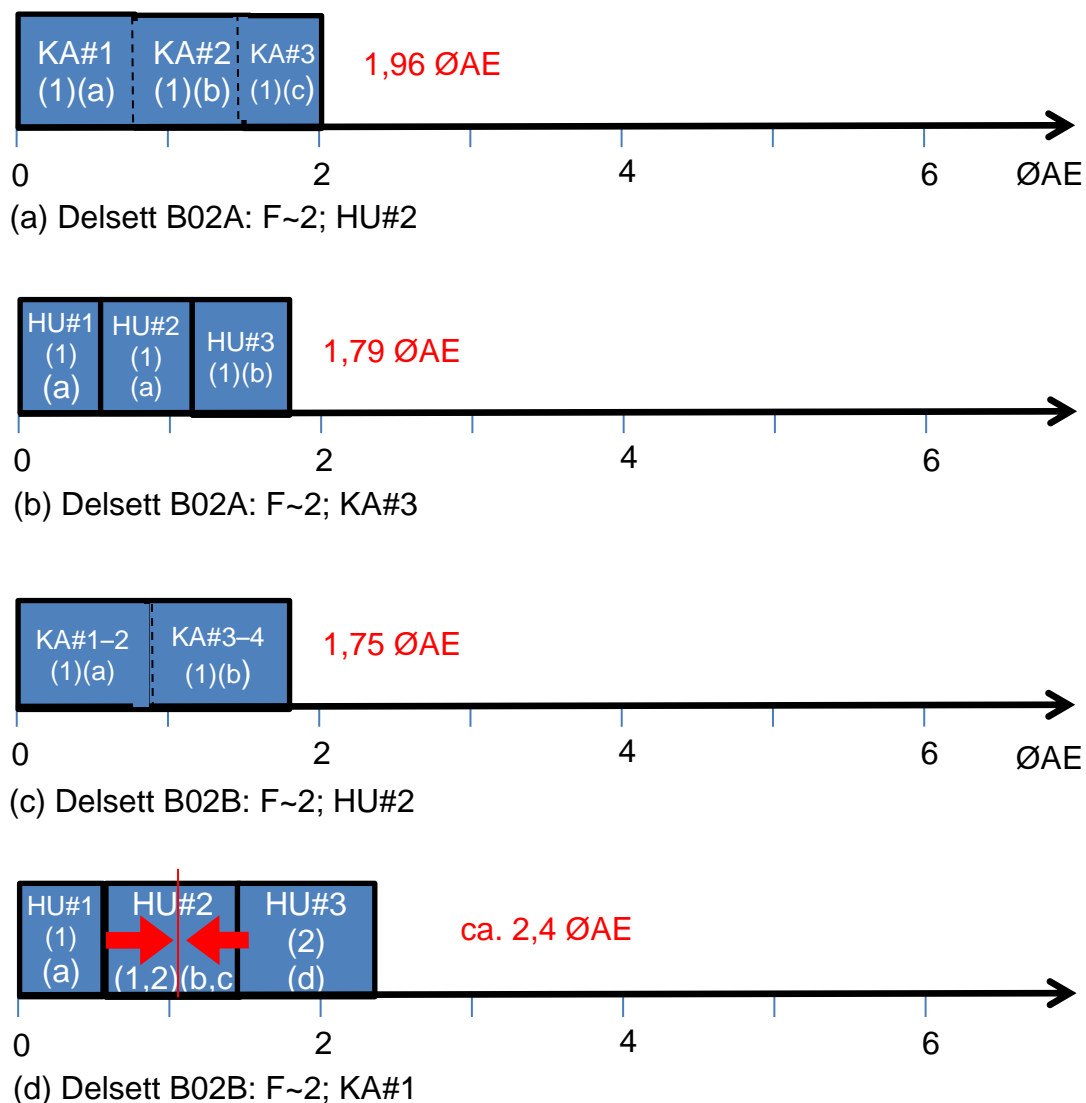 KA#1 KA#2 KA#3
(1)(a) (1)(b) (1)(c)
1,96 ØAE
0 2 4 6 ØAE
(a) Delsett B02A: F~2; HU#2
HU#1 HU#2 HU#3
(1) (1) (1)(b)
(a) (a)
1,79 ØAE
0 2 4 6
(b) Delsett B02A: F~2; KA#3
KA#1–2 KA#3–4
(1)(a) (1)(b)
1,75 ØAE
0 2 4 6 ØAE
(c) Delsett B02B: F~2; HU#2
HU#1 HU#2 HU#3
(1) (2)
(a) (1,2)(b,c (d)
ca. 2,4 ØAE
0 2 4 6
(d) Delsett B02B: F~2; KA#1